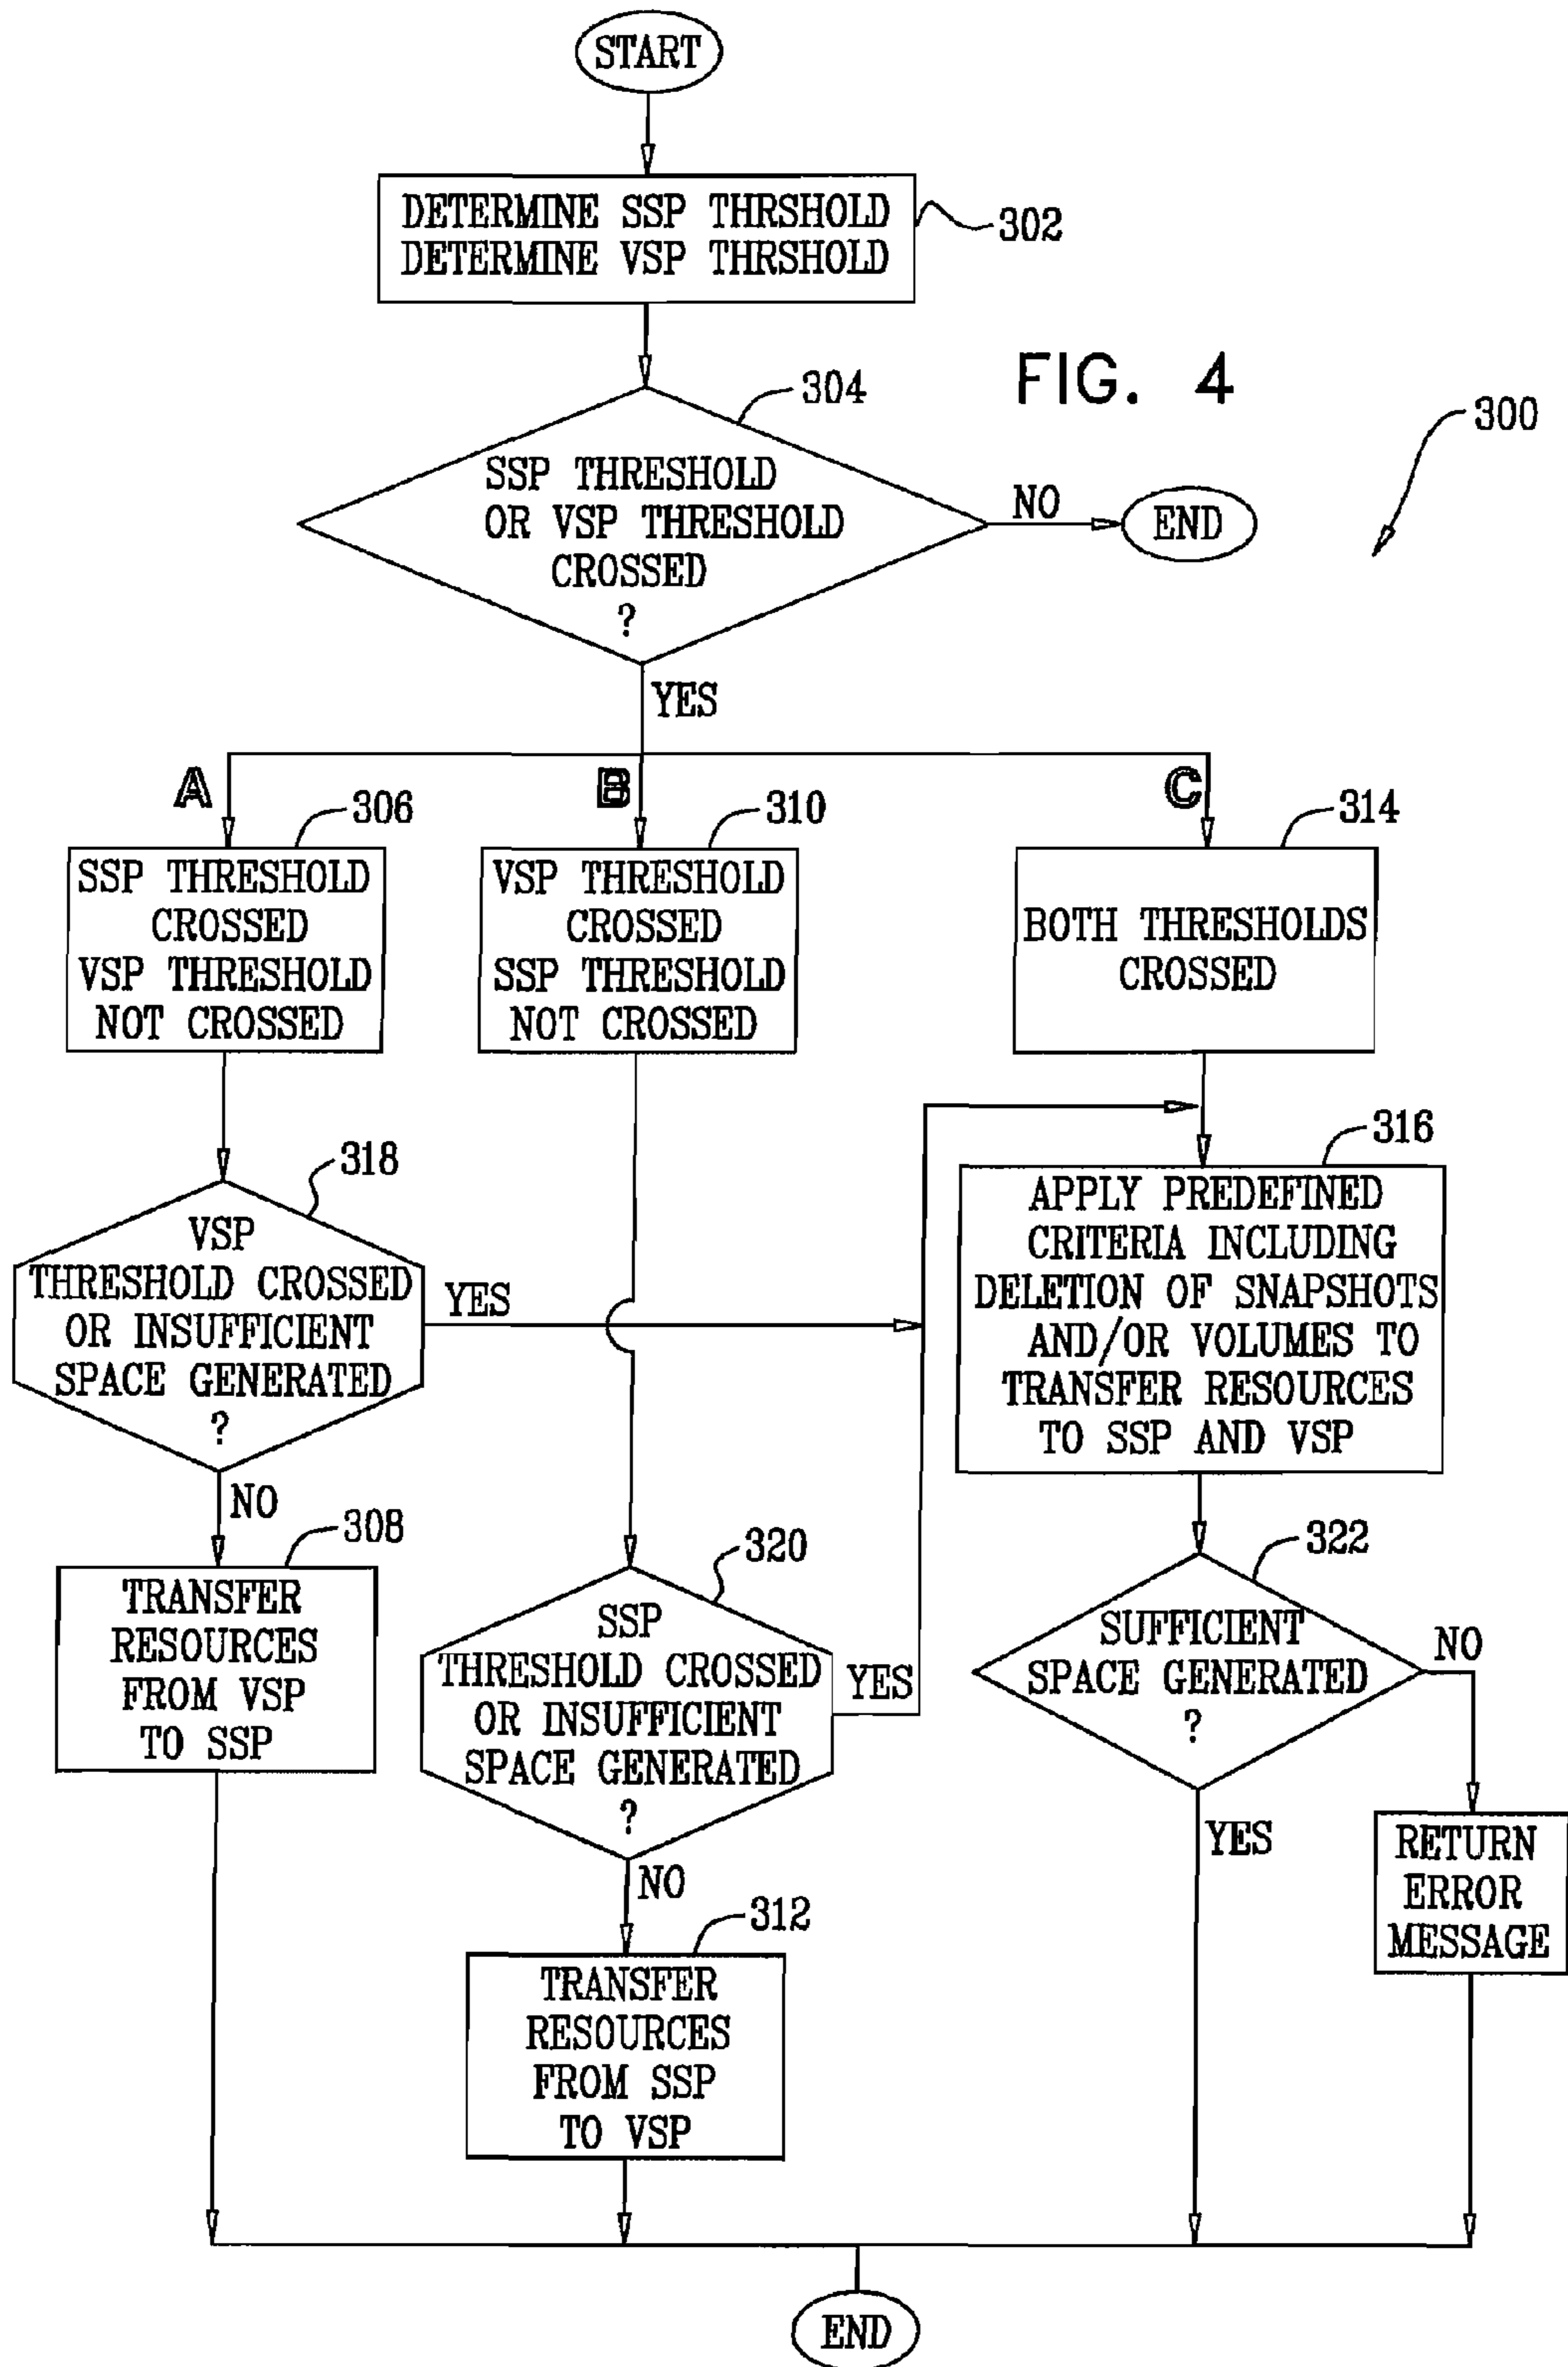 START
DETERMINE SSP THRSHOLD
DETERMINE VSP THRSHOLD
302
FIG. 4
300
304
SSP THRESHOLD
OR VSP THRESHOLD
CROSSED
?
NO
END
YES
A
B
C
306
SSP THRESHOLD
CROSSED
VSP THRESHOLD
NOT CROSSED
310
VSP THRESHOLD
CROSSED
SSP THRESHOLD
NOT CROSSED
314
BOTH THRESHOLDS
CROSSED
318
VSP
THRESHOLD CROSSED
OR INSUFFICIENT
SPACE GENERATED
?
YES
NO
316
APPLY PREDEFINED
CRITERIA INCLUDING
DELETION OF SNAPSHOTS
AND/OR VOLUMES TO
TRANSFER RESOURCES
TO SSP AND VSP
308
TRANSFER
RESOURCES
FROM VSP
TO SSP
320
SSP
THRESHOLD CROSSED
OR INSUFFICIENT
SPACE GENERATED
?
YES
NO
322
SUFFICIENT
SPACE GENERATED
?
NO
YES
RETURN
ERROR
MESSAGE
312
TRANSFER
RESOURCES
FROM SSP
TO VSP
END